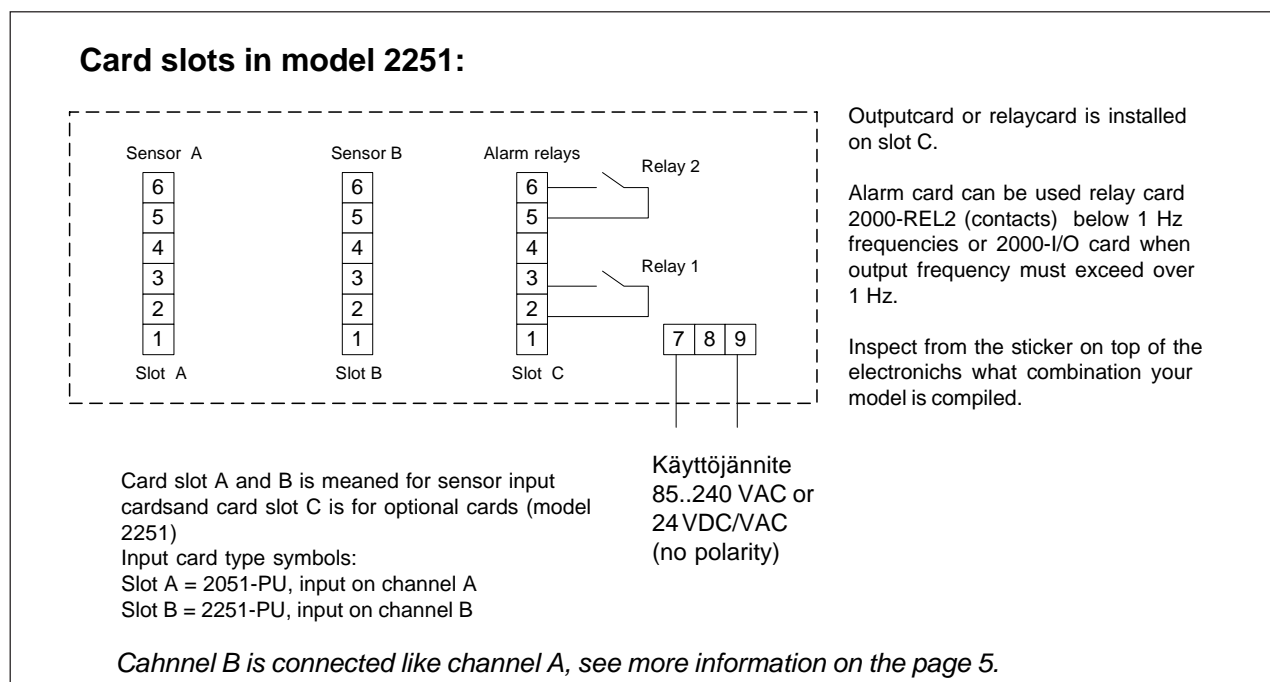 Card slots in model 2251:
Sensor A
6
5
4
3
2
1
Slot A
Sensor B
6
5
4
3
2
1
Slot B
Alarm relays
6
5
4
3
2
1
Slot C
Relay 2
Relay 1
7 8 9
Käyttöjännite
85..240 VAC or
24 VDC/VAC
(no polarity)
Outputcard or relaycard is installed
on slot C.
Alarm card can be used relay card
2000-REL2 (contacts) below 1 Hz
frequencies or 2000-I/O card when
output frequency must exceed over
1 Hz.
Inspect from the sticker on top of the
electronichs what combination your
model is compiled.
Card slot A and B is meaned for sensor input
cardsand card slot C is for optional cards (model
2251)
Input card type symbols:
Slot A = 2051-PU, input on channel A
Slot B = 2251-PU, input on channel B
Cahnnel B is connected like channel A, see more information on the page 5.